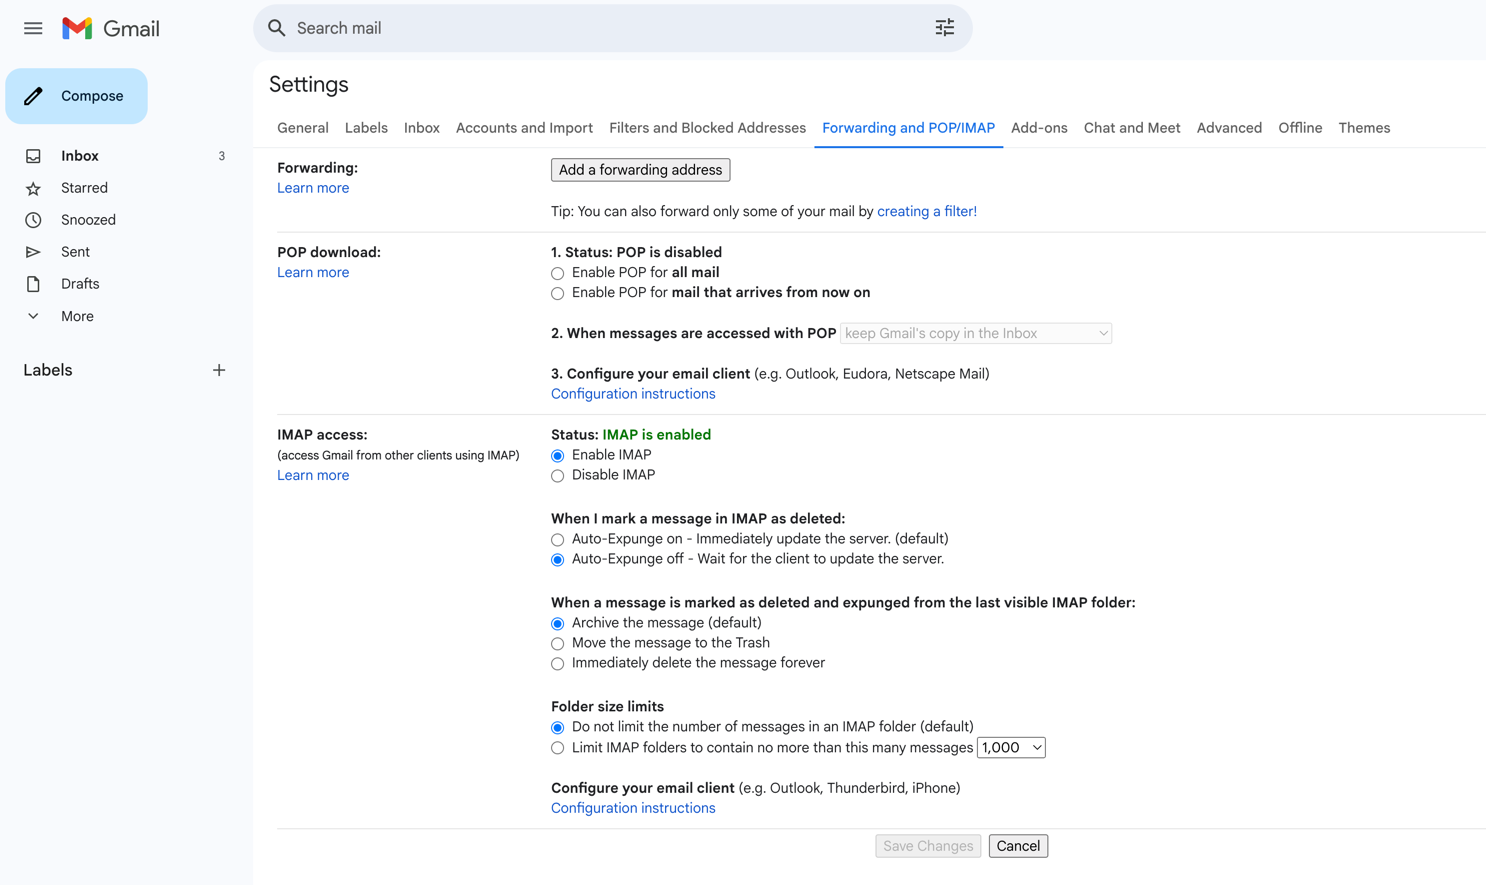 Gmail
Search mail
Compose
Inbox 3
Starred
Snoozed
Sent
Drafts
More
Labels
Settings
General Labels Inbox Accounts and Import Filters and Blocked Addresses Forwarding and POP/IMAP Add-ons Chat and Meet Advanced Offline Themes
Forwarding:
Learn more
Add a forwarding address
Tip: You can also forward only some of your mail by creating a filter!
POP download:
Learn more
1. Status: POP is disabled
Enable POP for all mail
Enable POP for mail that arrives from now on
2. When messages are accessed with POP keep Gmail's copy in the Inbox
3. Configure your email client (e.g. Outlook, Eudora, Netscape Mail)
Configuration instructions
IMAP access:
(access Gmail from other clients using IMAP)
Learn more
Status: IMAP is enabled
Enable IMAP
Disable IMAP
When I mark a message in IMAP as deleted:
Auto-Expunge on - Immediately update the server. (default)
Auto-Expunge off - Wait for the client to update the server.
When a message is marked as deleted and expunged from the last visible IMAP folder:
Archive the message (default)
Move the message to the Trash
Immediately delete the message forever
Folder size limits
Do not limit the number of messages in an IMAP folder (default)
Limit IMAP folders to contain no more than this many messages 1,000
Configure your email client (e.g. Outlook, Thunderbird, iPhone)
Configuration instructions
Save Changes Cancel